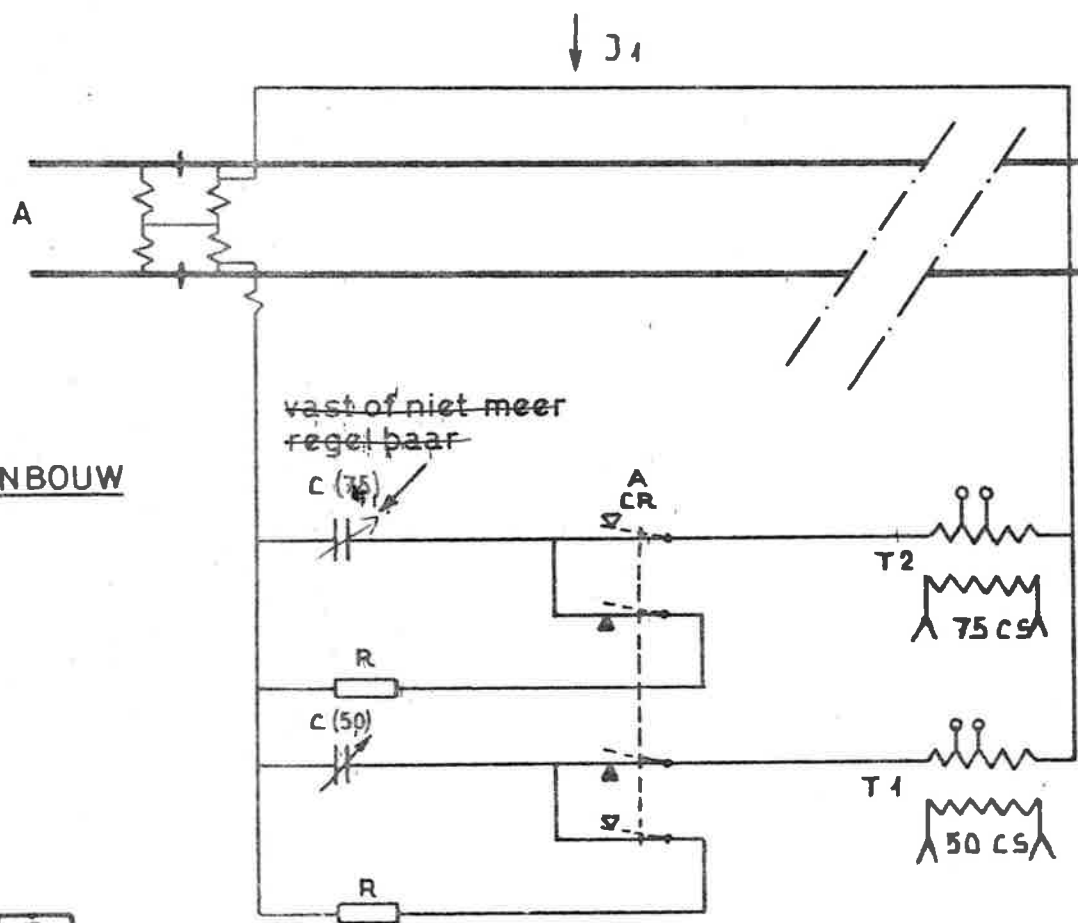 J1
A
vast of niet meer
regel baar
NBOUW
C (75)
A
CR
T2
75 CS
R
C (50)
T1
50 CS
R